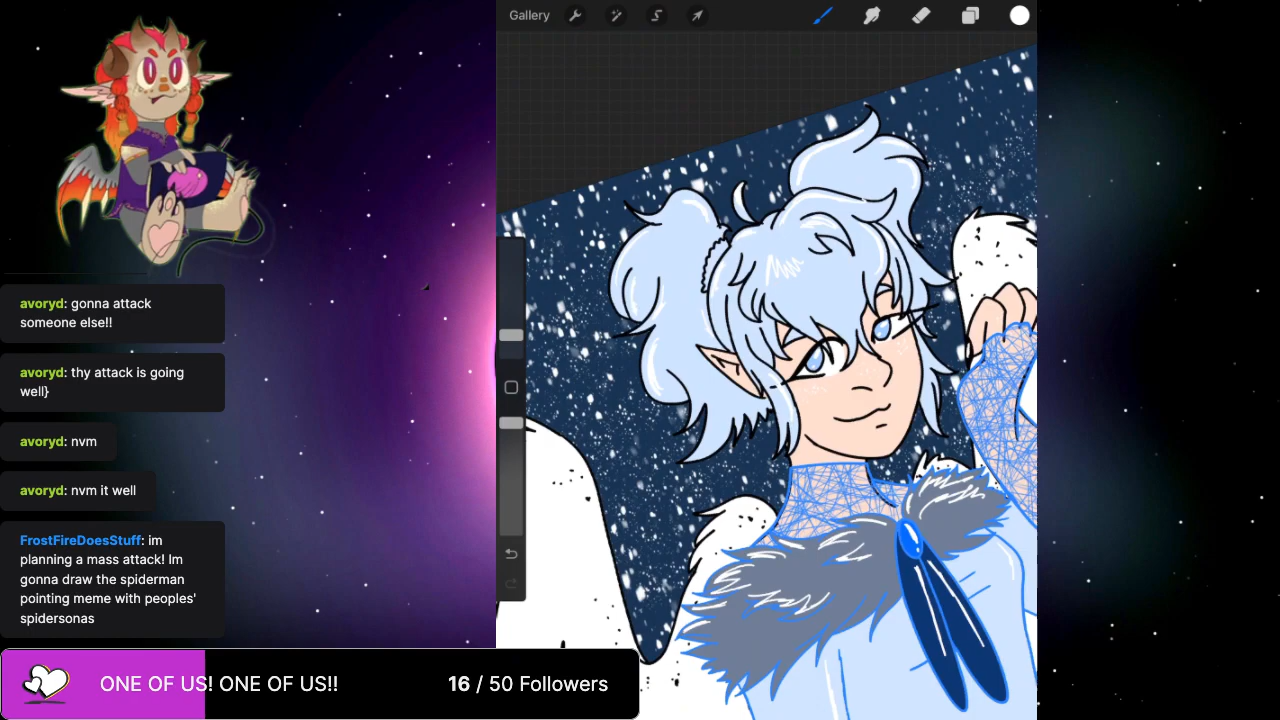 Gallery
avoryd: gonna attack
someone else!!
avoryd: thy attack is going
well}
avoryd: nvm
avoryd: nvm it well
FrostFireDoesStuff: im
planning a mass attack! Im
gonna draw the spiderman
pointing meme with peoples'
spidersonas
ONE OF US! ONE OF US!!
16 / 50 Followers